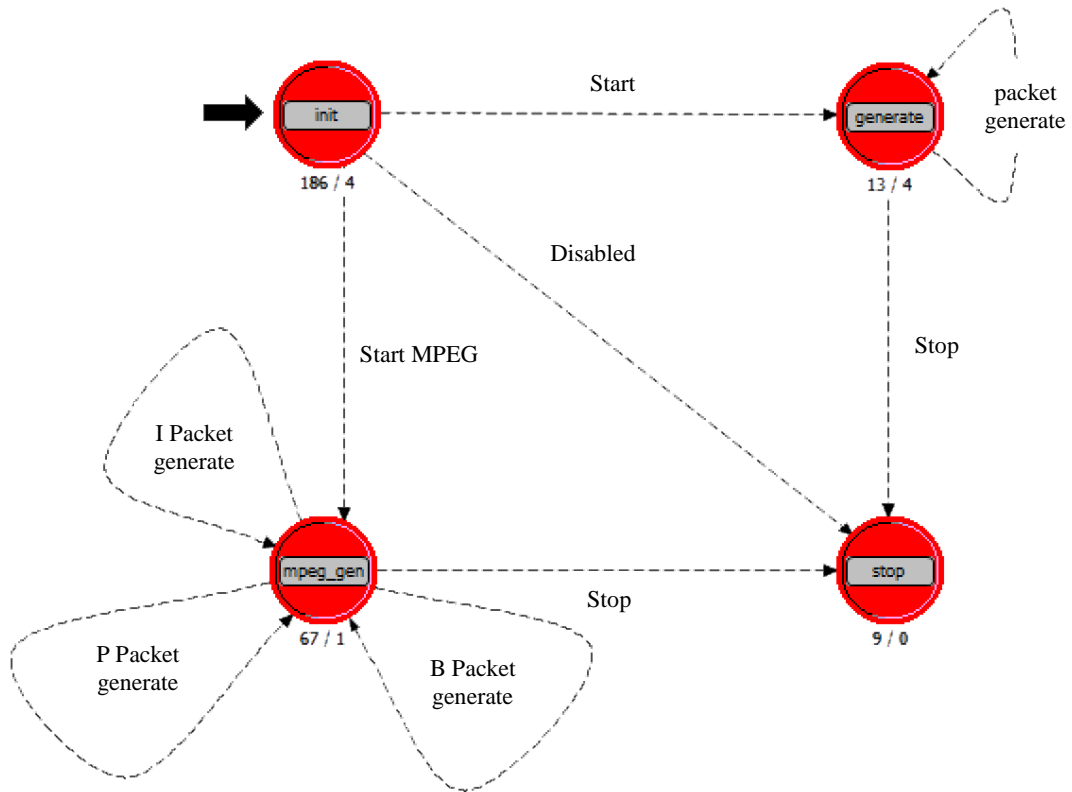 Start
init
186 / 4
generate
13 / 4
packet
generate
Disabled
Start MPEG
Stop
I Packet
generate
mpeg_gen
67 / 1
Stop
stop
9 / 0
P Packet
generate
B Packet
generate